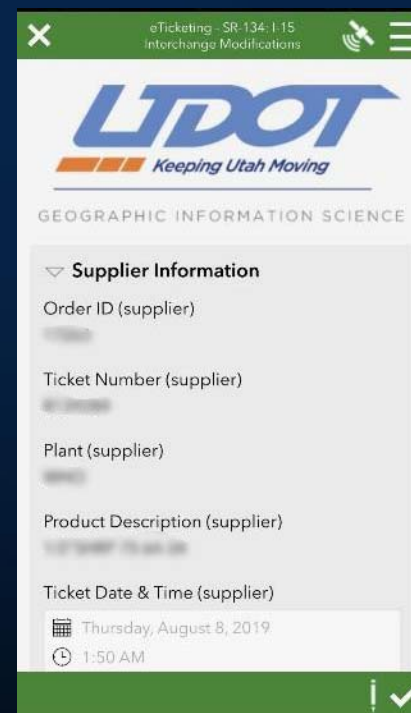 eTicketing - SR-134: I-15
Interchange Modifications
UDOT
Keeping Utah Moving
GEOGRAPHIC INFORMATION SCIENCE
Supplier Information
Order ID (supplier)
Ticket Number (supplier)
Plant (supplier)
Product Description (supplier)
Ticket Date & Time (supplier)
Thursday, August 8, 2019
1:50 AM